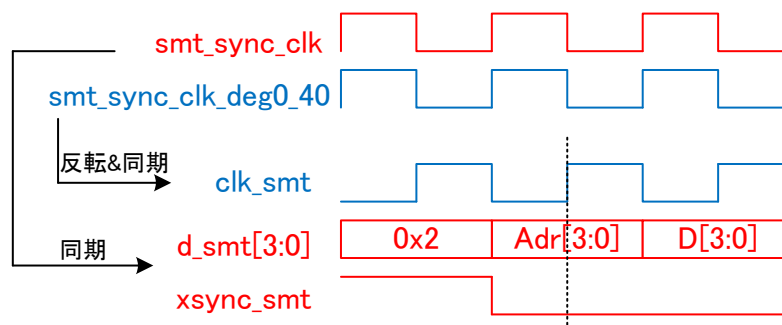 smt_sync_clk
smt_sync_clk_deg0_40
反転&同期
clk_smt
d_smt[3:0]
0x2
Adr[3:0]
D[3:0]
同期
xsync_smt